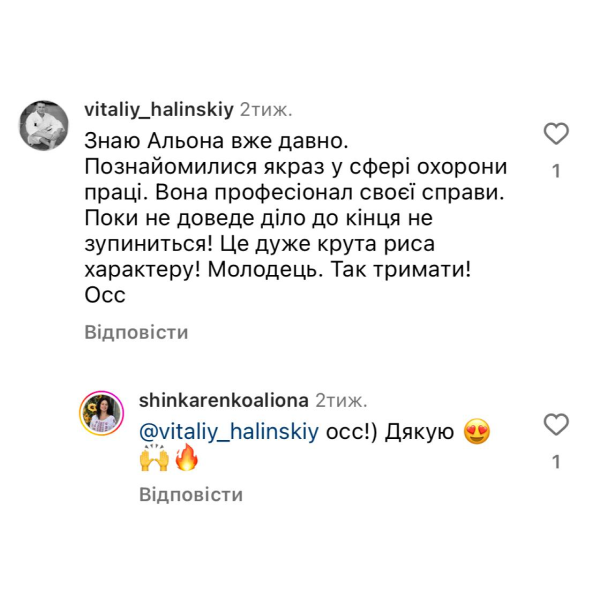 vitaliy_halinskiy 2тиж.
Знаю Альона вже давно.
Познайомилися якраз у сфері охорони
праці. Вона професіонал своєї справи.
Поки не доведе діло до кінця не
зупиниться! Це дуже крута риса
характеру! Молодець. Так тримати!
Осс
1
Відповісти
shinkarenkoaliona 2тиж.
@vitaliy_halinskiy осс!) Дякую 😍
🙌🔥
1
Відповісти